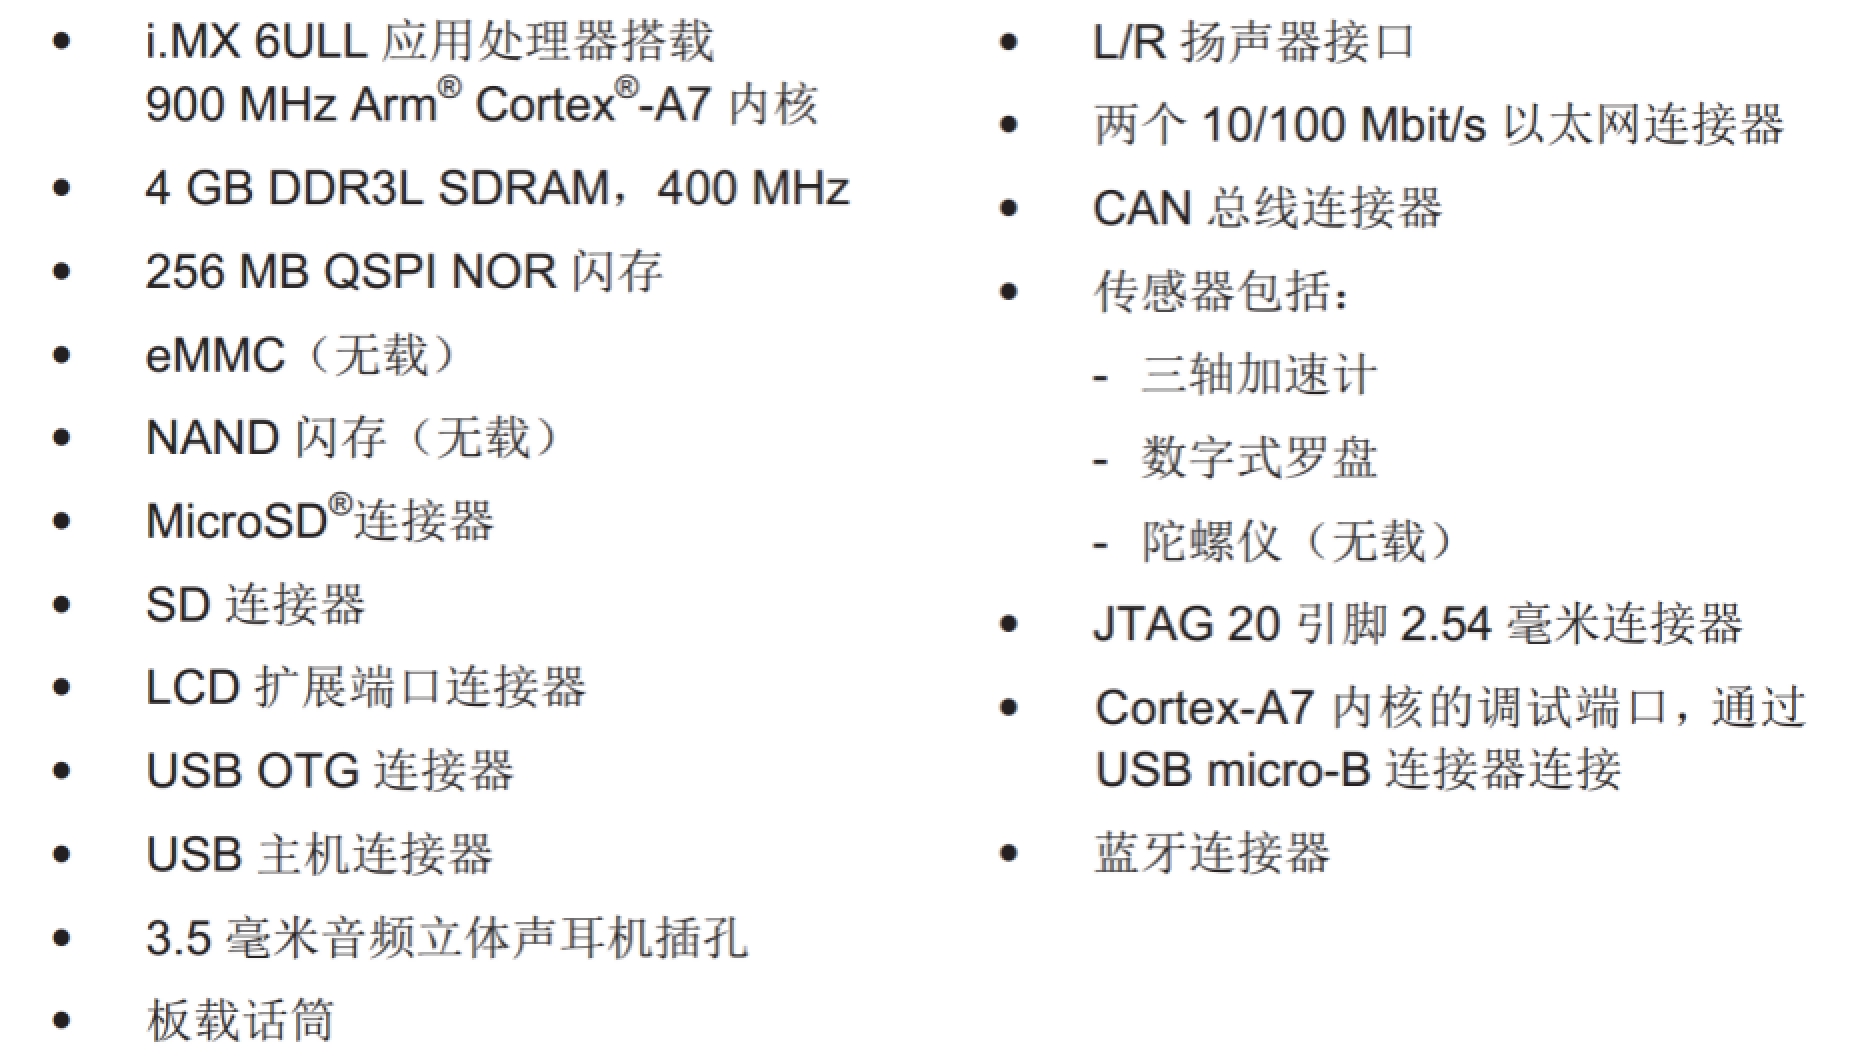 • i.MX 6ULL 应用处理器搭载
900 MHz Arm® Cortex®-A7 内核
• 4 GB DDR3L SDRAM，400 MHz
• 256 MB QSPI NOR 闪存
• eMMC（无载）
• NAND 闪存（无载）
• MicroSD®连接器
• SD 连接器
• LCD 扩展端口连接器
• USB OTG 连接器
• USB 主机连接器
• 3.5 毫米音频立体声耳机插孔
• 板载话筒
• L/R 扬声器接口
• 两个 10/100 Mbit/s 以太网连接器
• CAN 总线连接器
• 传感器包括：
- 三轴加速计
- 数字式罗盘
- 陀螺仪（无载）
• JTAG 20 引脚 2.54 毫米连接器
• Cortex-A7 内核的调试端口，通过
USB micro-B 连接器连接
• 蓝牙连接器